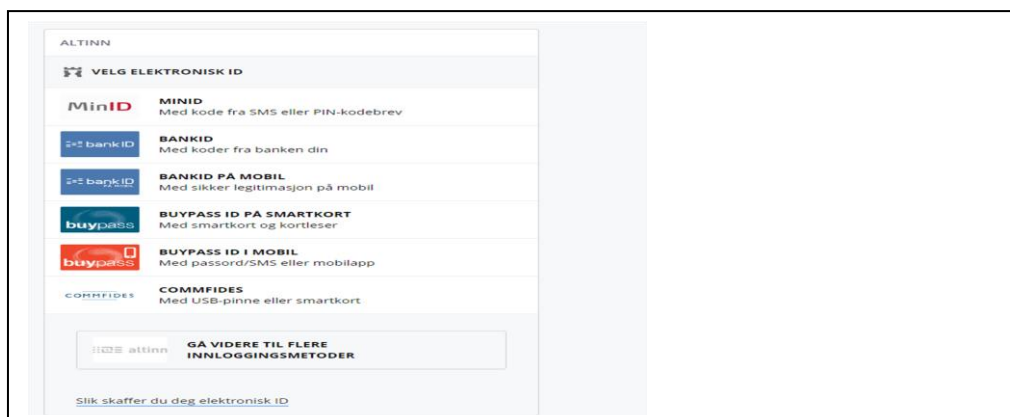 ALTINN
VELG ELEKTRONISK ID
MinID
MINID
Med kode fra SMS eller PIN-kodebrev
bankID
BANKID
Med koder fra banken din
bankID
PÅ MOBIL
BANKID PÅ MOBIL
Med sikker legitimasjon på mobil
buypass
BUYPASS ID PÅ SMARTKORT
Med smartkort og kortleser
buypass
BUYPASS ID I MOBIL
Med passord/SMS eller mobilapp
COMMFIDES
COMMFIDES
Med USB-pinne eller smartkort
altinn
GÅ VIDERE TIL FLERE
INNLOGGINGSMETODER
Slik skaffer du deg elektronisk ID